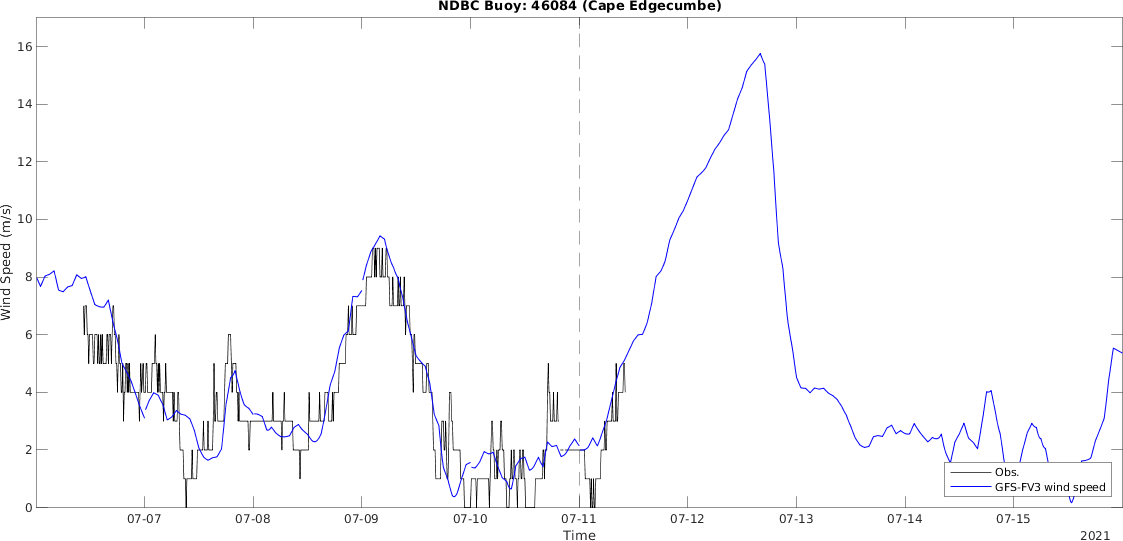 NDBC Buoy: 46084 (Cape Edgecumbe)
Wind Speed (m/s)
16
14
12
10
8
6
4
2
0
07-07 07-08 07-09 07-10 07-11 07-12 07-13 07-14 07-15
Time
2021
Obs.
GFS-FV3 wind speed